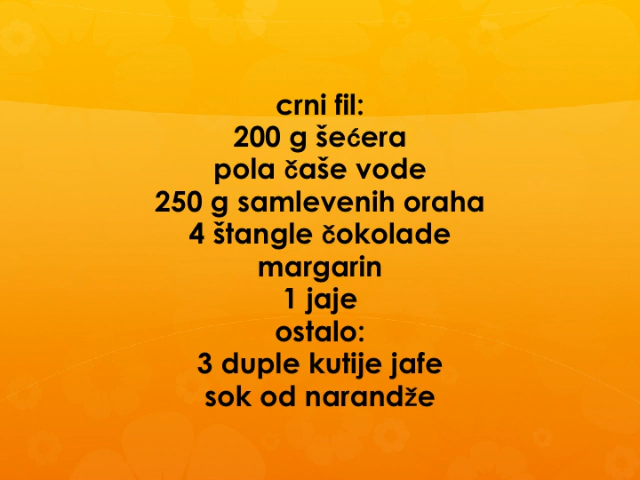 crni fil:
200 g šećera
pola čaše vode
250 g samlevenih oraha
4 štangle čokolade
margarin
1 jaje
ostalo:
3 duple kutije jafe
sok od narandže